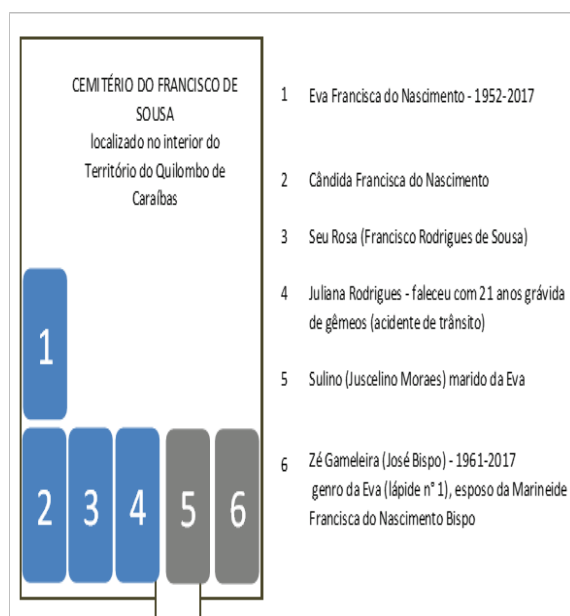 CEMITÉRIO DO FRANCISCO DE
SOUSA
localizado no interior do
Território do Quilombo de
Caraíbas
1 Eva Francisca do Nascimento - 1952-2017
2 Cândida Francisca do Nascimento
3 Seu Rosa (Francisco Rodrigues de Sousa)
4 Juliana Rodrigues - faleceu com 21 anos grávida
de gêmeos (acidente de trânsito)
5 Sulino (Juscelino Moraes) marido da Eva
6 Zé Gameleira (José Bispo) - 1961-2017
genro da Eva (lápide n° 1), esposo da Marineide
Francisca do Nascimento Bispo
1
2 3 4 5 6